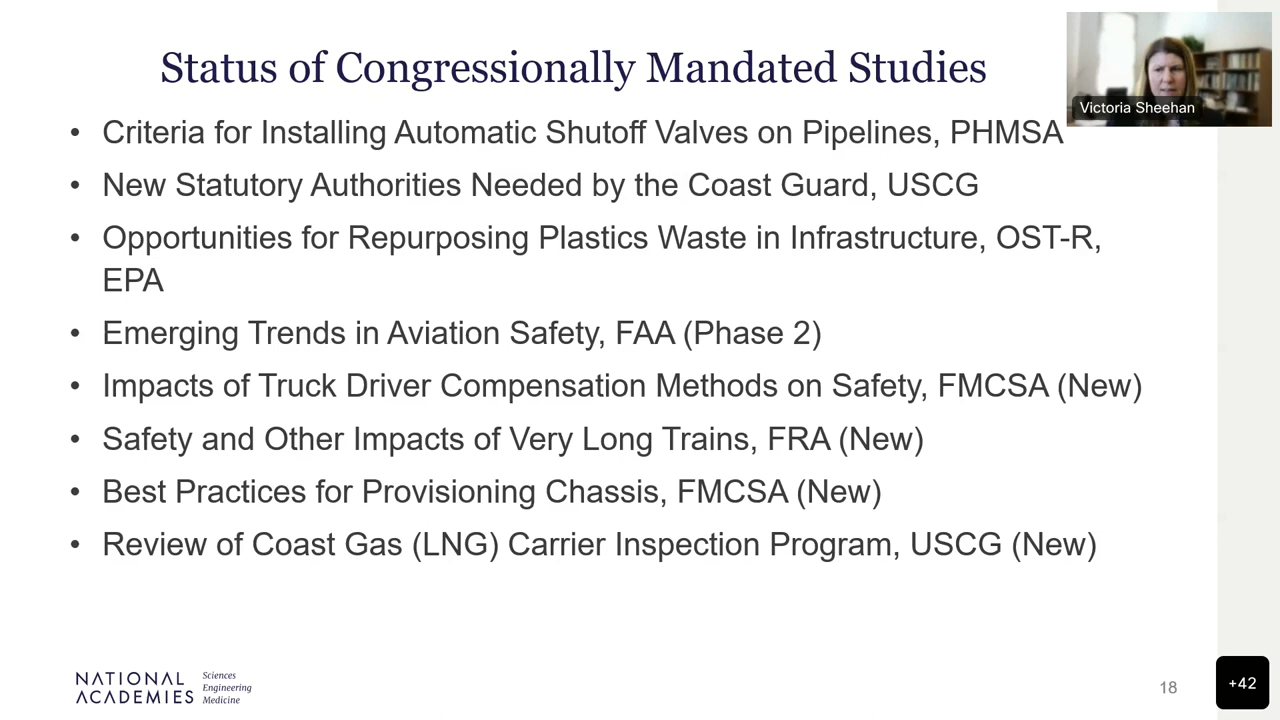 Status of Congressionally Mandated Studies
Victoria Sheehan
• Criteria for Installing Automatic Shutoff Valves on Pipelines, PHMSA
• New Statutory Authorities Needed by the Coast Guard, USCG
• Opportunities for Repurposing Plastics Waste in Infrastructure, OST-R,
EPA
• Emerging Trends in Aviation Safety, FAA (Phase 2)
• Impacts of Truck Driver Compensation Methods on Safety, FMCSA (New)
• Safety and Other Impacts of Very Long Trains, FRA (New)
• Best Practices for Provisioning Chassis, FMCSA (New)
• Review of Coast Gas (LNG) Carrier Inspection Program, USCG (New)
NATIONAL
ACADEMIES
Sciences
Engineering
Medicine
18
+42